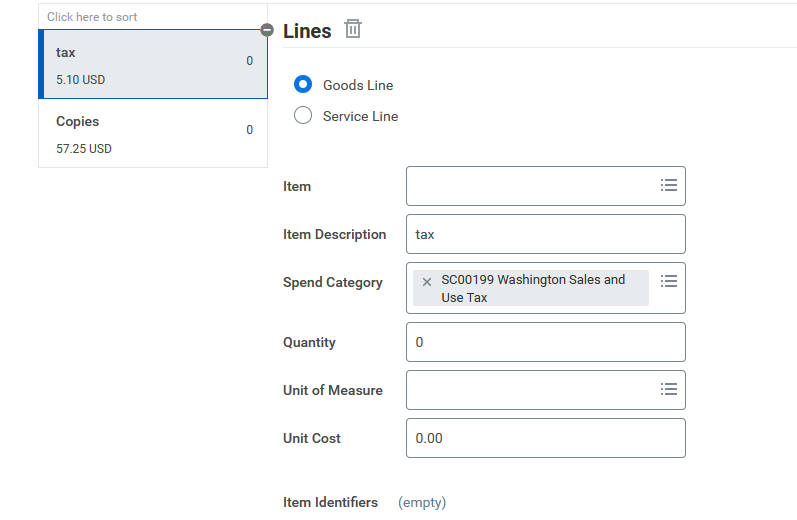 Click here to sort
tax
0
5.10 USD
Copies
0
57.25 USD
Lines
Goods Line
Service Line
Item
Item Description tax
Spend Category SC00199 Washington Sales and
Use Tax
Quantity 0
Unit of Measure
Unit Cost 0.00
Item Identifiers (empty)